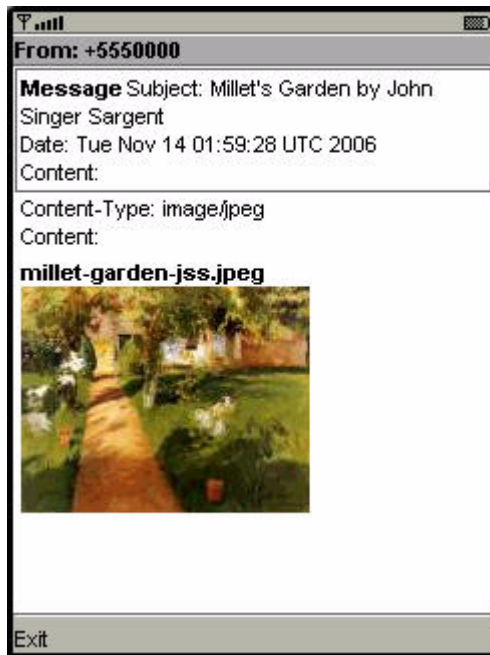 From: +5550000
Message Subject: Millet's Garden by John
Singer Sargent
Date: Tue Nov 14 01:59:28 UTC 2006
Content:
Content-Type: image/jpeg
Content:
millet-garden-jss.jpeg
Exit